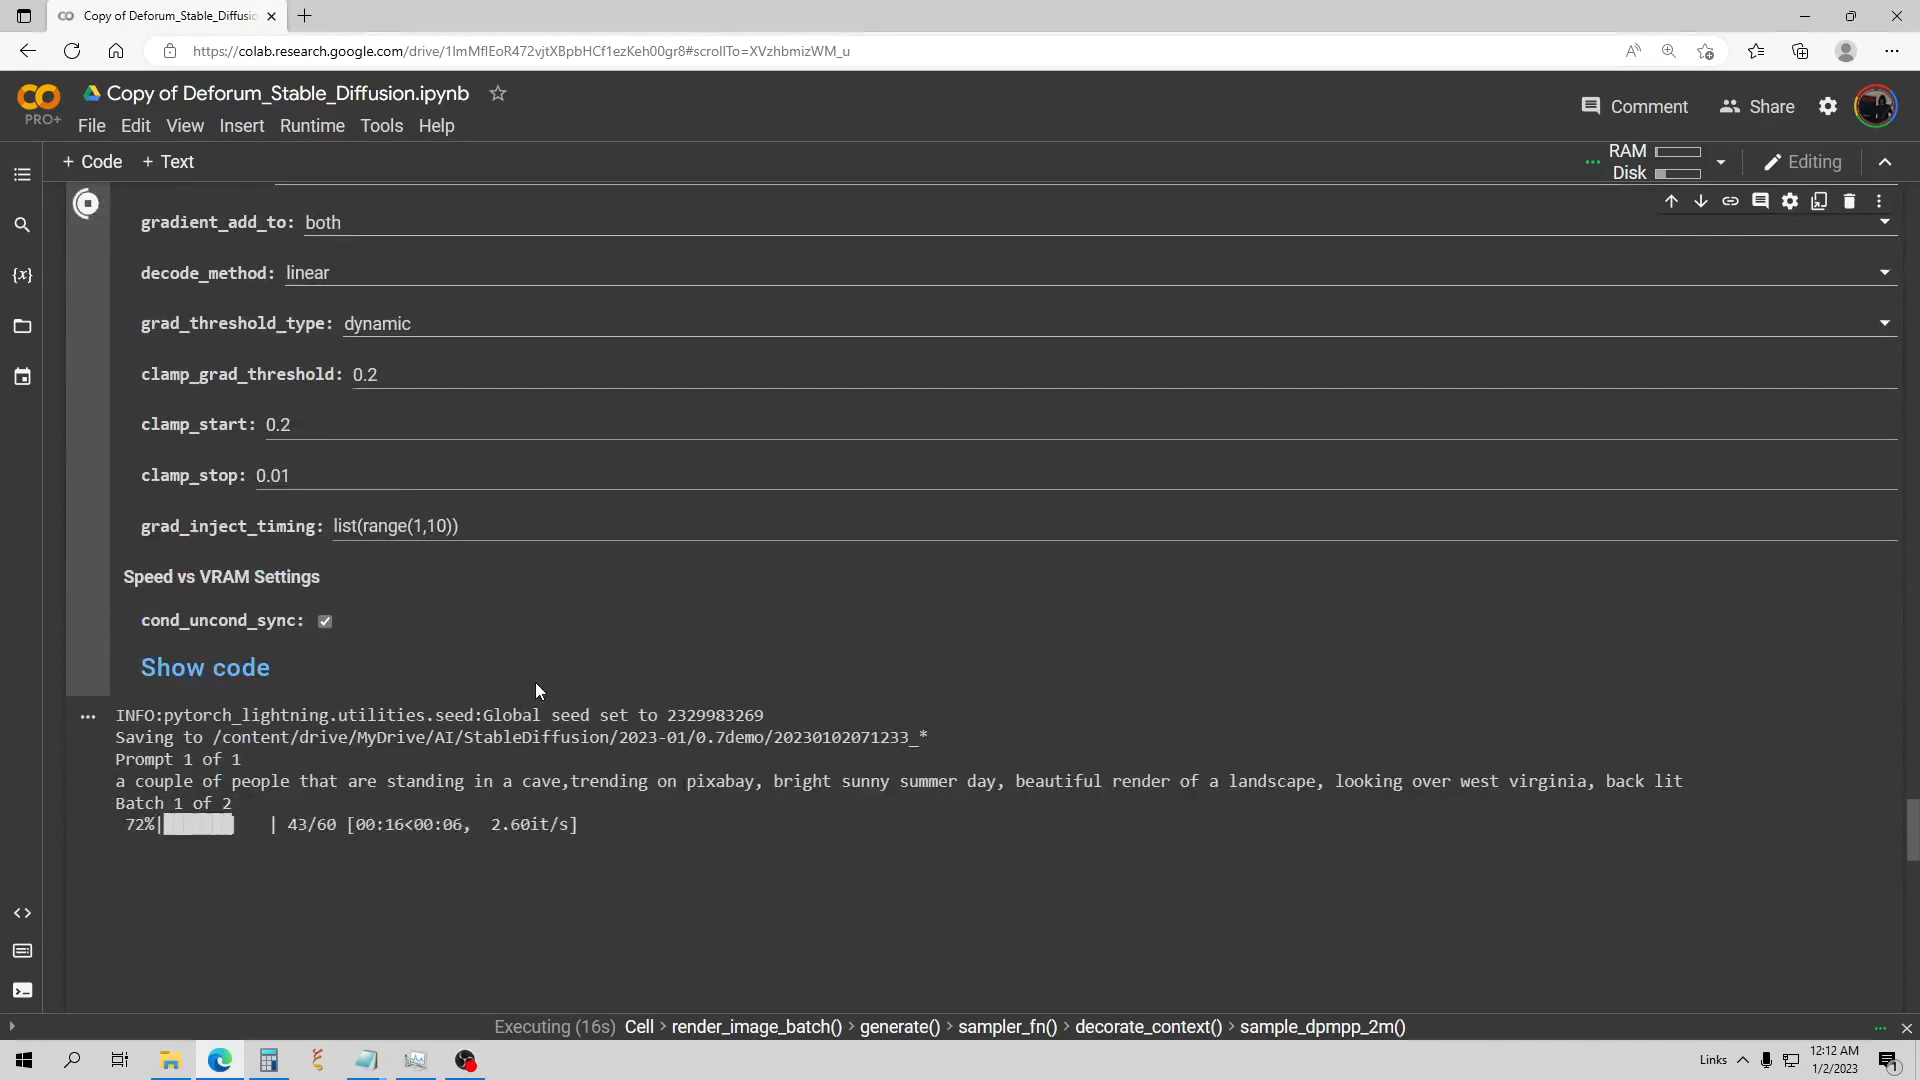 Copy of Deforum_Stable_Diffusic
https://colab.research.google.com/drive/1ImMflEoR472vjtXBpbHCf1ezKeh00gr8#scrollTo=XVzhbmizWM_u
CO
PRO+
Copy of Deforum_Stable_Diffusion.ipynb
Comment
Share
File Edit View Insert Runtime Tools Help
+ Code + Text
RAM
Disk
Editing
gradient_add_to: both
decode_method: linear
{x}
grad_threshold_type: dynamic
clamp_grad_threshold: 0.2
clamp_start: 0.2
clamp_stop: 0.01
grad_inject_timing: list(range(1,10))
Speed vs VRAM Settings
cond_uncond_sync:
Show code
INFO:pytorch_lightning.utilities.seed:Global seed set to 2329983269
Saving to /content/drive/MyDrive/AI/StableDiffusion/2023-01/0.7demo/20230102071233_*
Prompt 1 of 1
a couple of people that are standing in a cave,trending on pixabay, bright sunny summer day, beautiful render of a landscape, looking over west virginia, back lit
Batch 1 of 2
72%| | 43/60 [00:16<00:06, 2.60it/s]
Executing (16s) Cell > render_image_batch() > generate() > sampler_fn() > decorate_context() > sample_dpmpp_2m()
Links
12:12 AM
1/2/2023
1